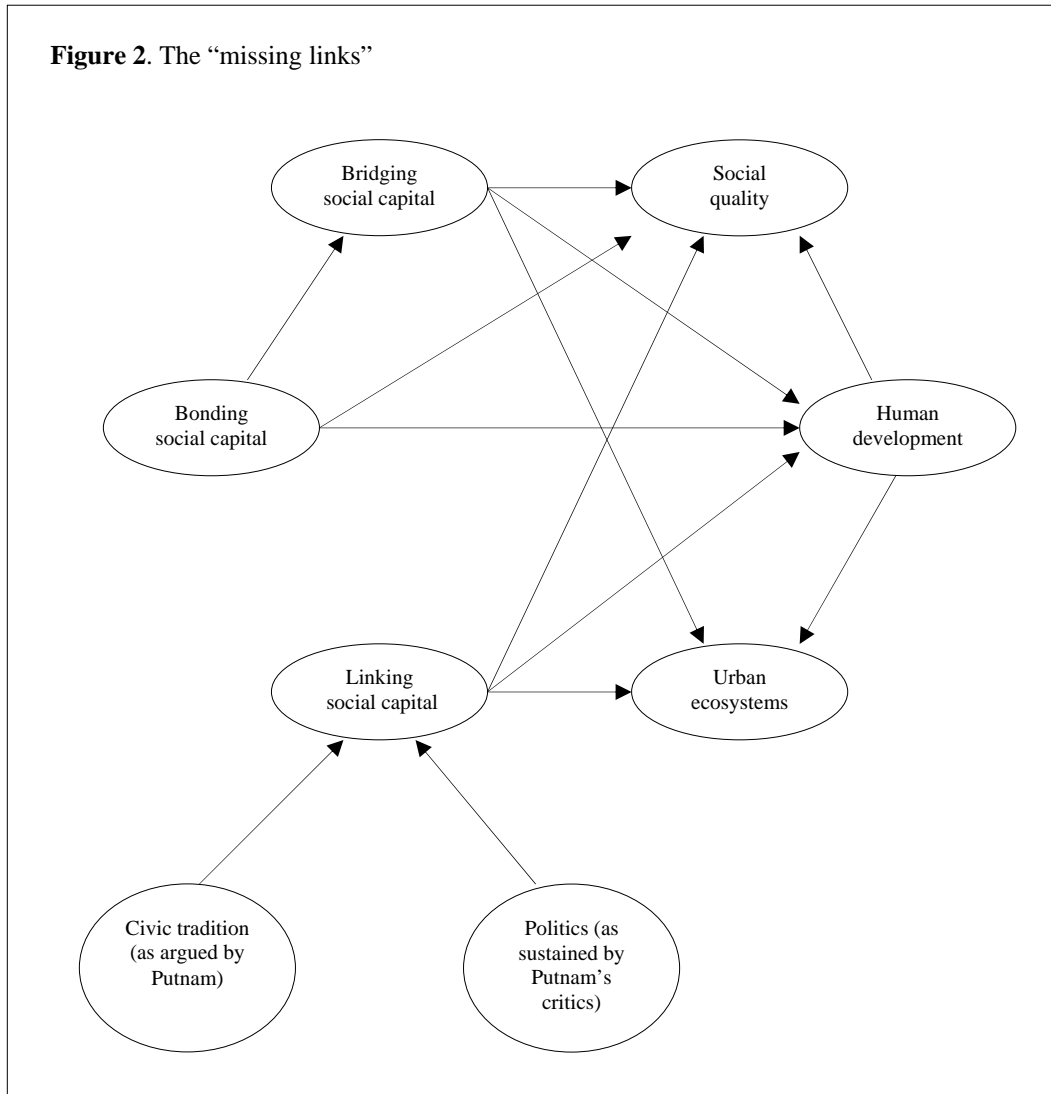 Figure 2. The “missing links”
Bridging
social capital
Social
quality
Bonding
social capital
Human
development
Linking
social capital
Urban
ecosystems
Civic tradition
(as argued by
Putnam)
Politics (as
sustained by
Putnam’s
critics)